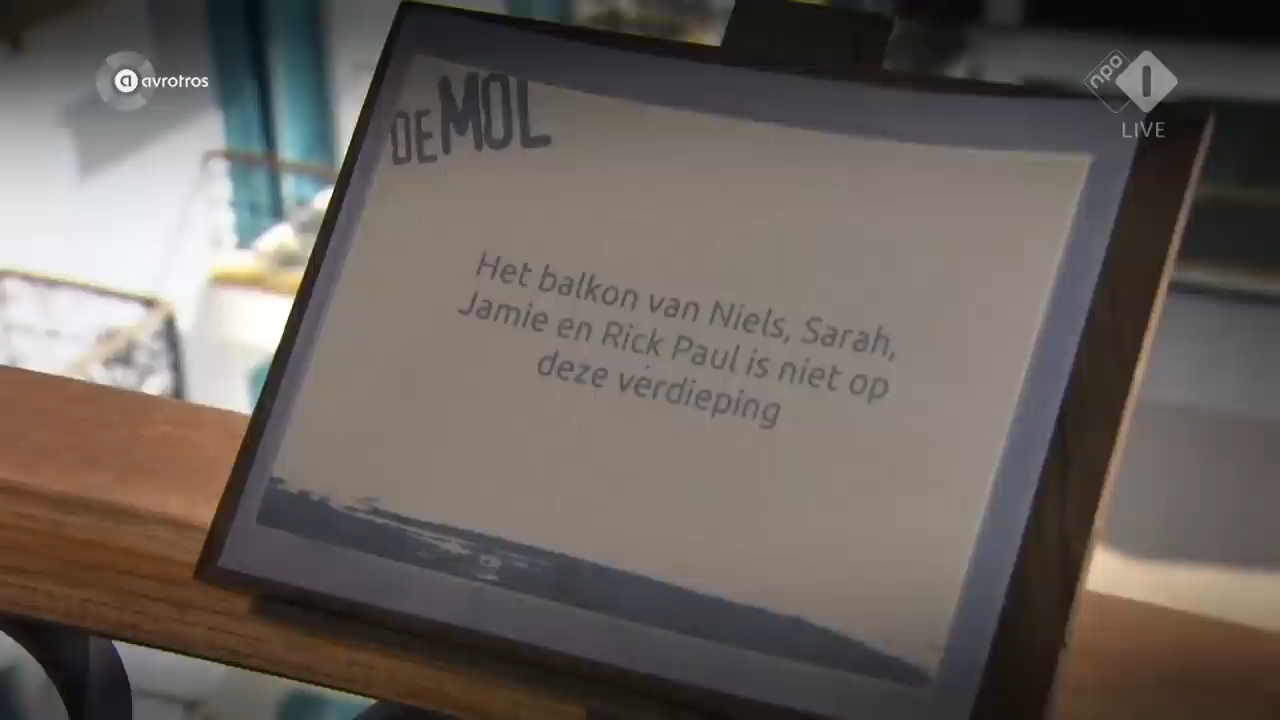 avrotros
npo
LIVE
DE MOL
Het balkon van Niels, Sarah,
Jamie en Rick Paul is niet op
deze verdieping